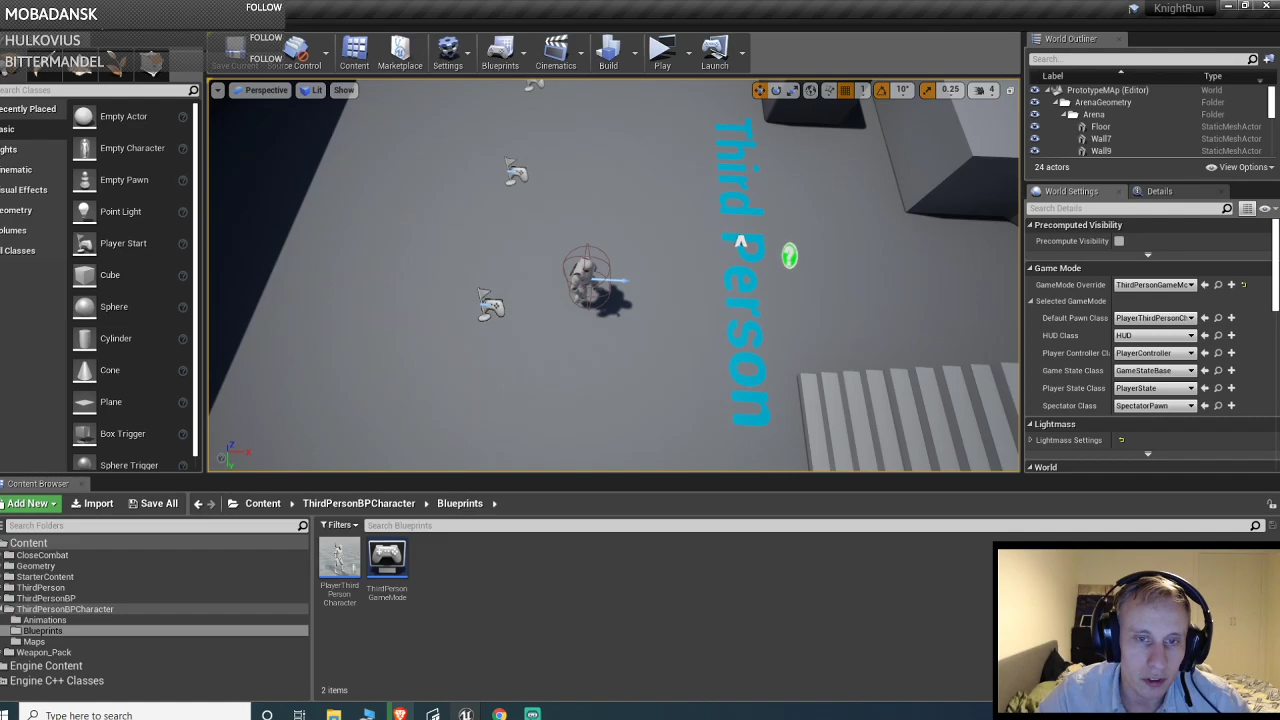 MOBADANSK
FOLLOW
HULKOVIUS
FOLLOW
BITTERMANDEL
FOLLOW
KnightRun
Save Current
Source Control
Content
Marketplace
Settings
Blueprints
Cinematics
Build
Play
Launch
Search Classes
Recently Placed
Basic
Lights
Cinematic
Visual Effects
Geometry
Volumes
All Classes
Empty Actor
Empty Character
Empty Pawn
Point Light
Player Start
Cube
Sphere
Cylinder
Cone
Plane
Box Trigger
Sphere Trigger
Perspective
Lit
Show
1
10°
0.25
4
Third Person
World Outliner
Search...
Label
Type
PrototypeMAp (Editor)
World
ArenaGeometry
Folder
Arena
Folder
Floor
StaticMeshActor
Wall7
StaticMeshActor
Wall9
StaticMeshActor
24 actors
View Options
World Settings
Details
Search Details
Precomputed Visibility
Precompute Visibility
Game Mode
GameMode Override
ThirdPersonGameMo
Selected GameMode
Default Pawn Class
PlayerThirdPersonCh
HUD Class
HUD
Player Controller Cla
PlayerController
Game State Class
GameStateBase
Player State Class
PlayerState
Spectator Class
SpectatorPawn
Lightmass
Lightmass Settings
World
Content Browser
Add New
Import
Save All
Content
ThirdPersonBPCharacter
Blueprints
Search Folders
Filters
Search Blueprints
Content
CloseCombat
Geometry
StarterContent
ThirdPerson
ThirdPersonBP
ThirdPersonBPCharacter
Animations
Blueprints
Maps
Weapon_Pack
Engine Content
Engine C++ Classes
PlayerThird
Person
Character
ThirdPerson
GameMode
2 items
Type here to search